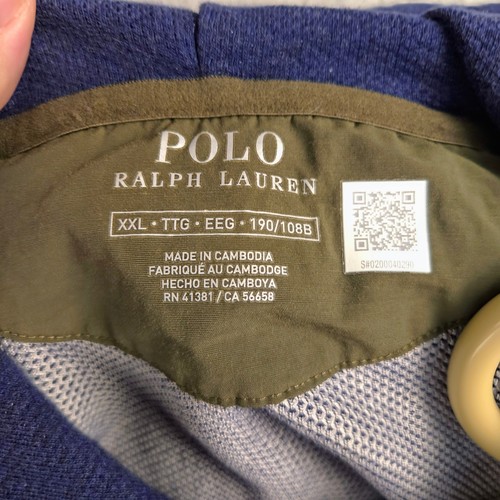 POLO
RALPH LAUREN
XXL • TTG • EEG • 190/108B
MADE IN CAMBODIA
FABRIQUÉ AU CAMBODGE
HECHO EN CAMBOYA
RN 41381 / CA 56658
S#0200040290